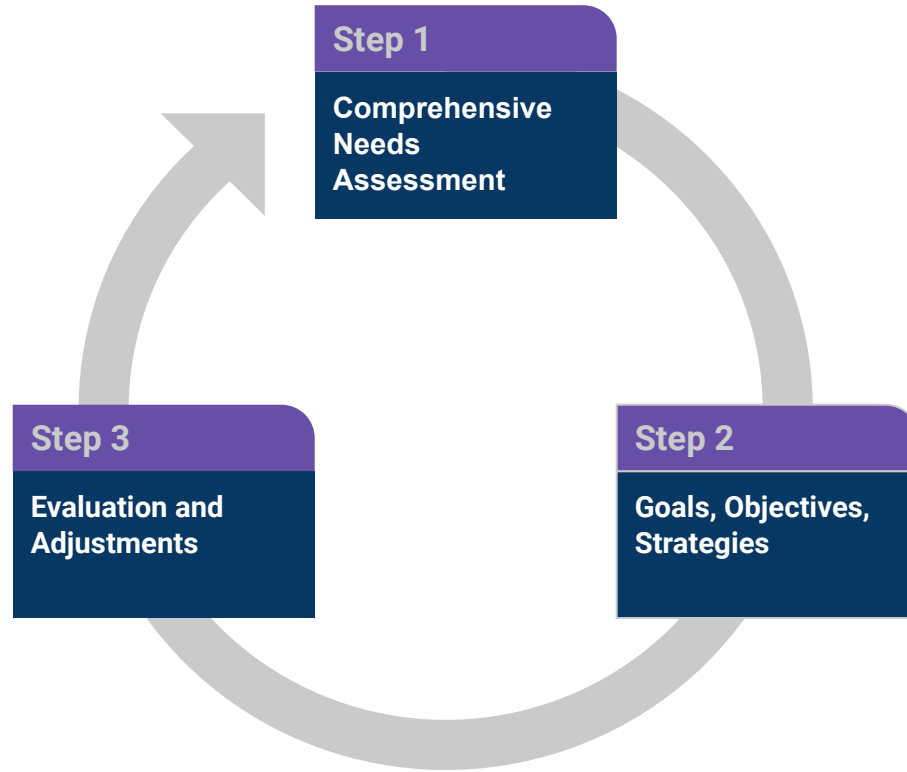 Step 1
Comprehensive
Needs
Assessment
Step 2
Goals, Objectives,
Strategies
Step 3
Evaluation and
Adjustments